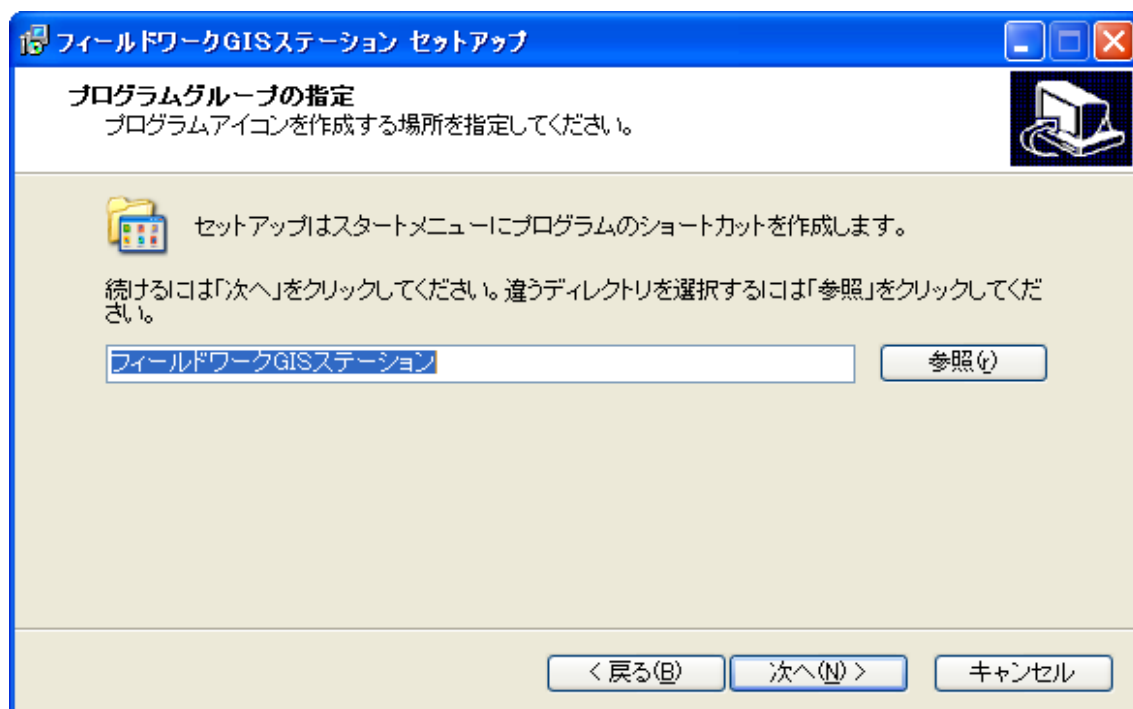 フィールドワークGISステーション セットアップ
プログラムグループの指定
プログラムアイコンを作成する場所を指定してください。
セットアップはスタートメニューにプログラムのショートカットを作成します。
続けるには「次へ」をクリックしてください。違うディレクトリを選択するには「参照」をクリックしてくだ
さい。
フィールドワークGISステーション
参照(r)
< 戻る(B)
次へ(N) >
キャンセル